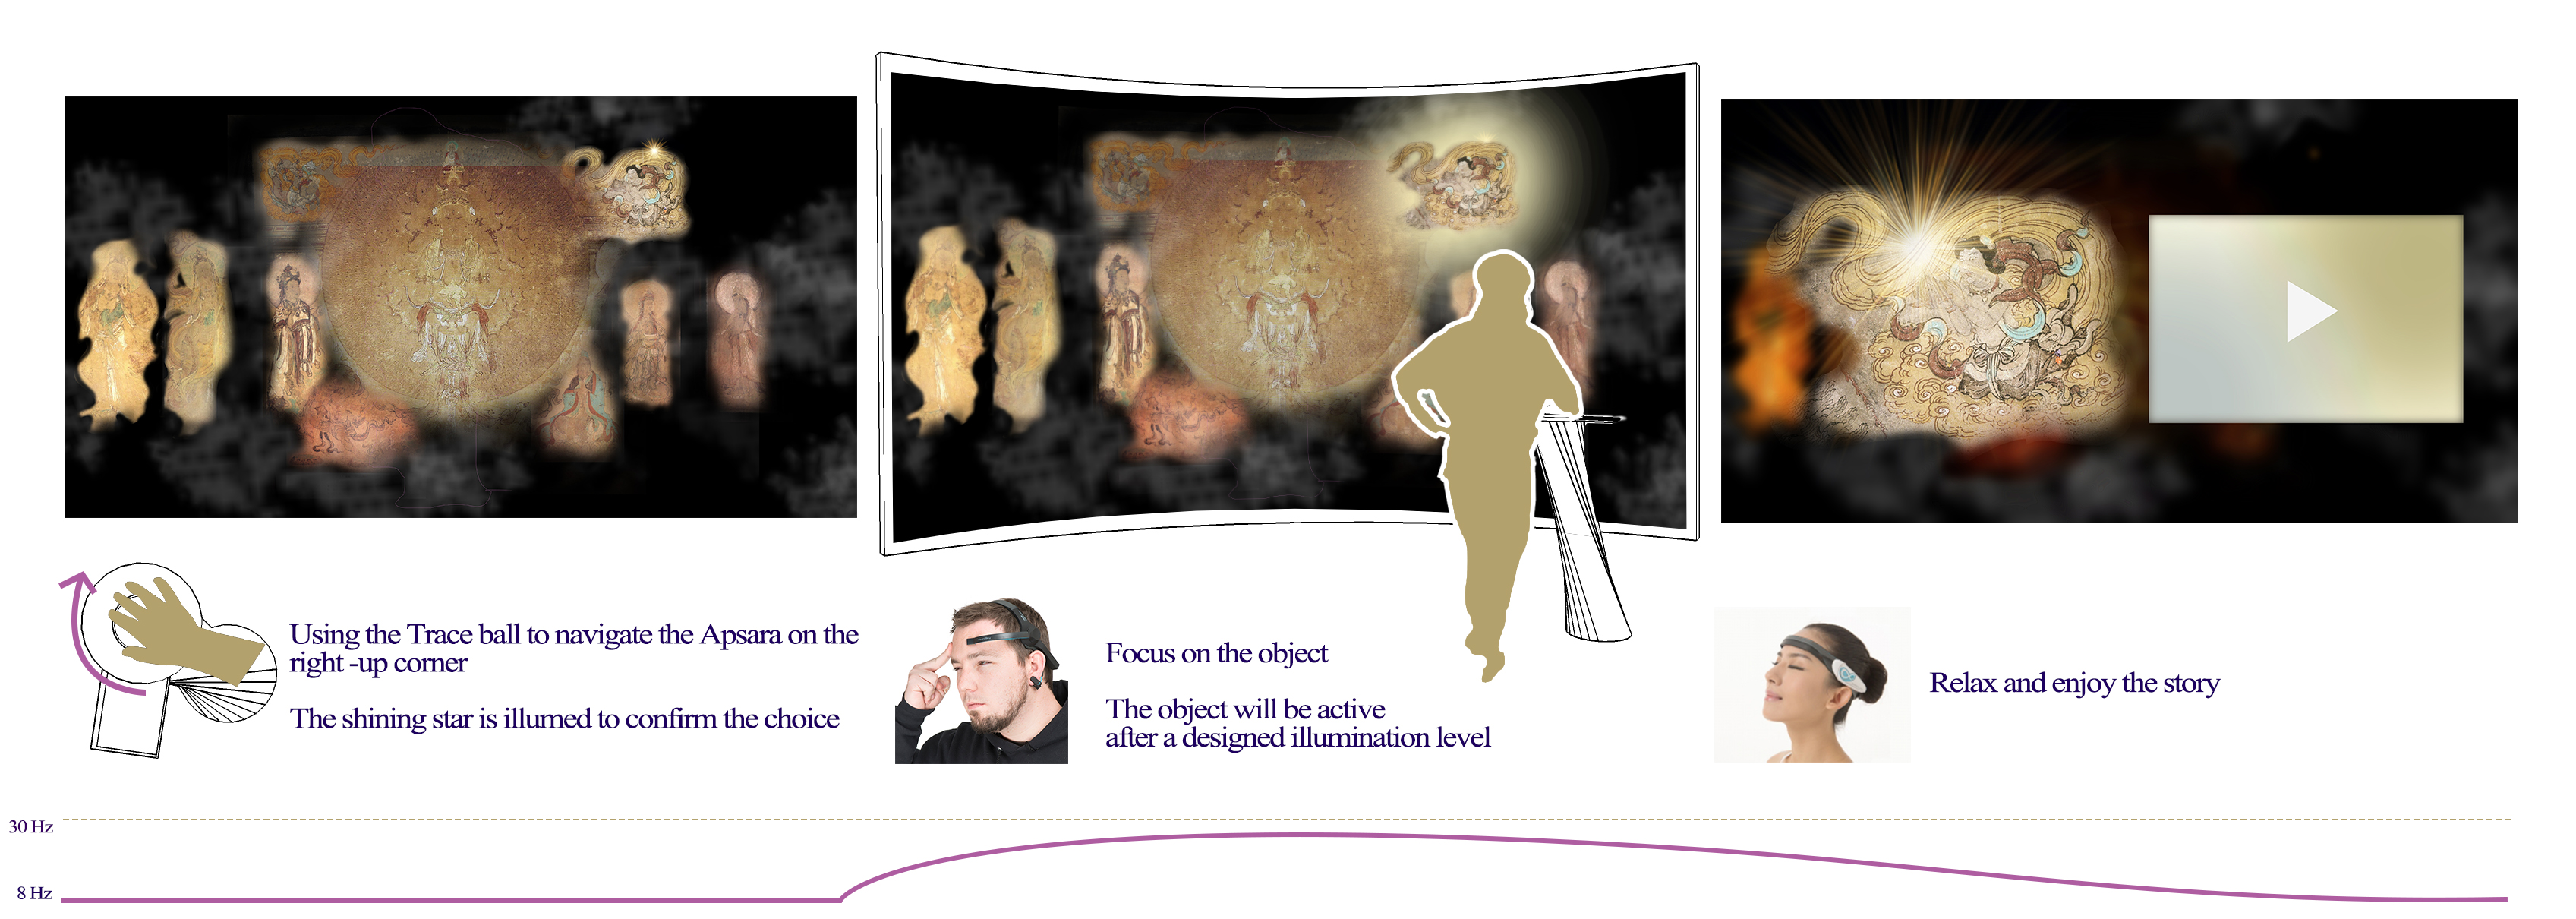 Using the Trace ball to navigate the Apsara on the
right -up corner
The shining star is illumed to confirm the choice
Focus on the object
The object will be active
after a designed illumination level
Relax and enjoy the story
30 Hz
8 Hz